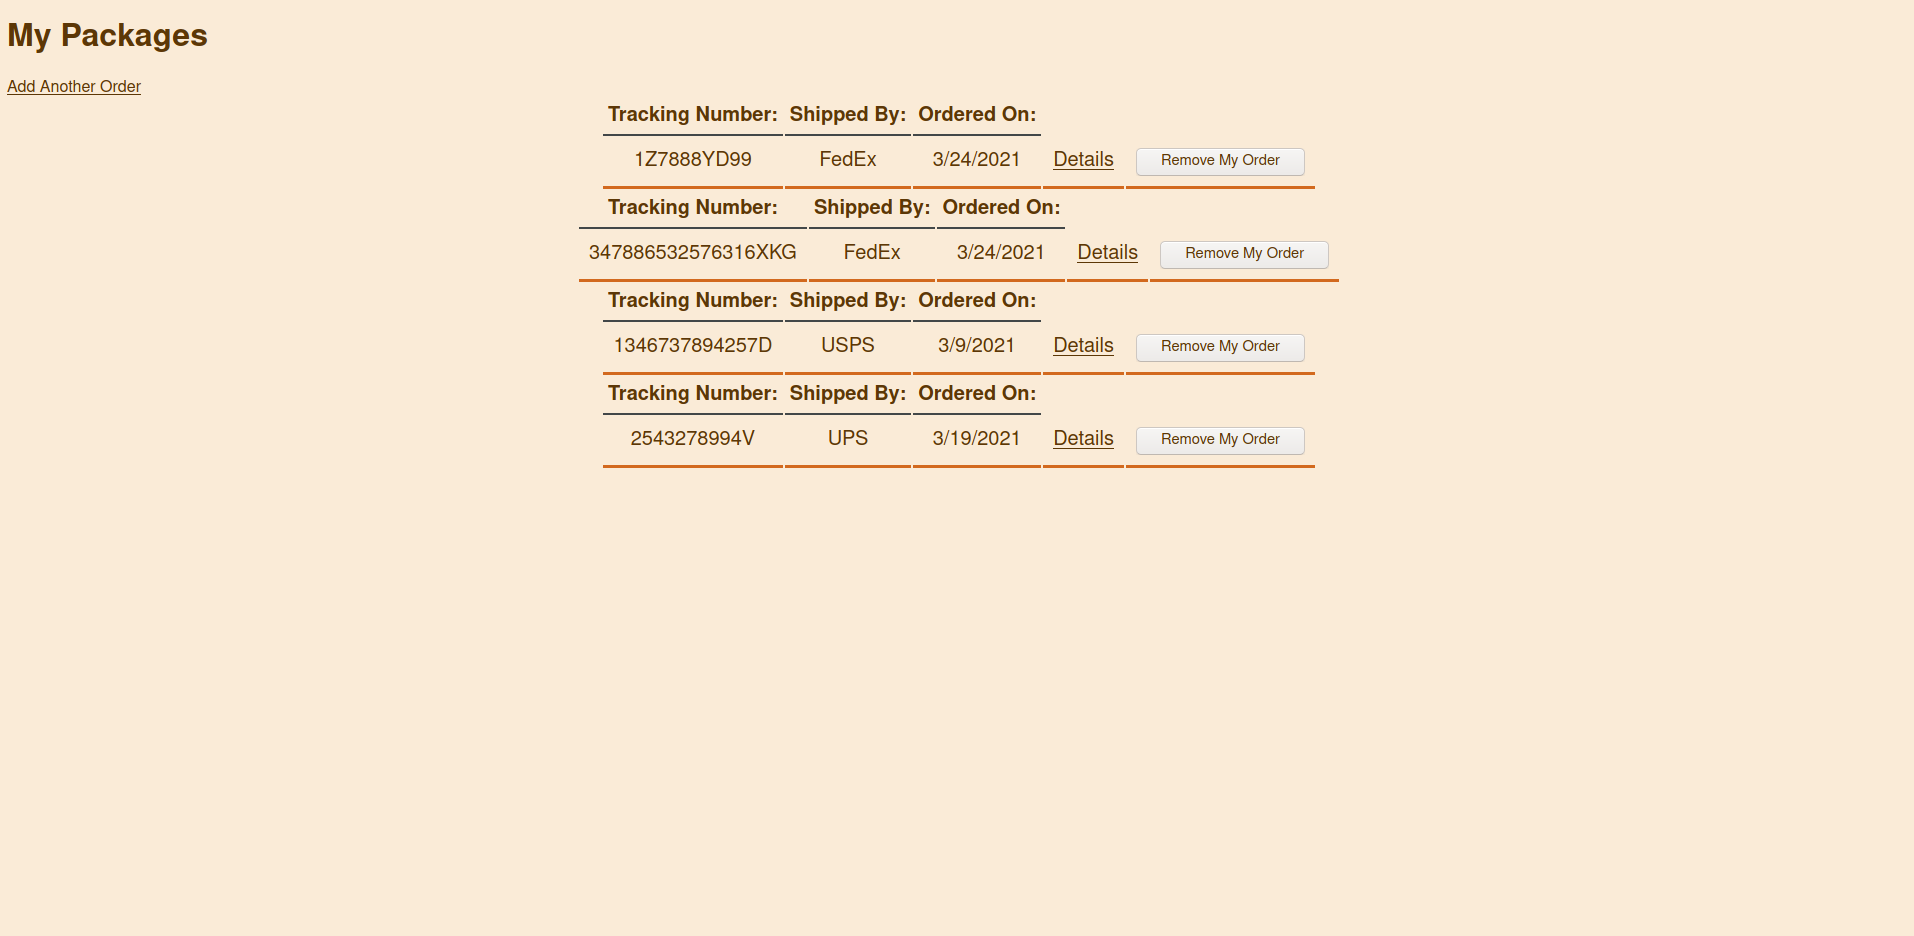 My Packages
Add Another Order
Tracking Number: Shipped By: Ordered On:
1Z7888YD99 FedEx 3/24/2021 Details Remove My Order
Tracking Number: Shipped By: Ordered On:
347886532576316XKG FedEx 3/24/2021 Details Remove My Order
Tracking Number: Shipped By: Ordered On:
1346737894257D USPS 3/9/2021 Details Remove My Order
Tracking Number: Shipped By: Ordered On:
2543278994V UPS 3/19/2021 Details Remove My Order